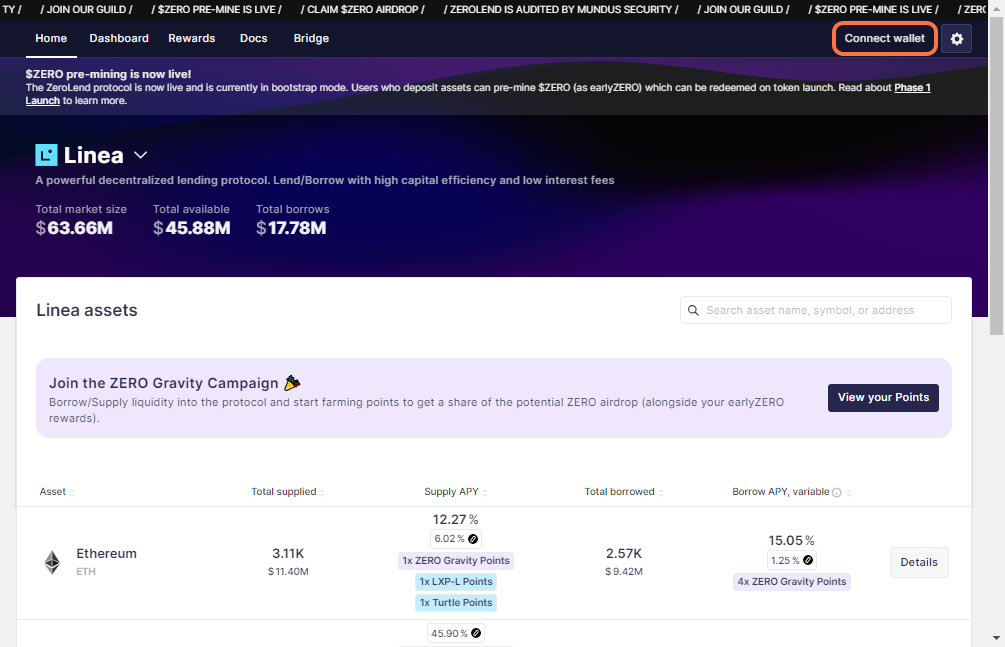 TY / / JOIN OUR GUILD / / $ZERO PRE-MINE IS LIVE / / CLAIM $ZERO AIRDROP / / ZEROLEND IS AUDITED BY MUNDUS SECURITY / / JOIN OUR GUILD / / $ZERO PRE-MINE IS LIVE / / ZERO
Home Dashboard Rewards Docs Bridge Connect wallet
$ZERO pre-mining is now live!
The ZeroLend protocol is now live and is currently in bootstrap mode. Users who deposit assets can pre-mine $ZERO (as earlyZERO) which can be redeemed on token launch. Read about Phase 1
Launch to learn more.
Linea
A powerful decentralized lending protocol. Lend/Borrow with high capital efficiency and low interest fees
Total market size Total available Total borrows
$63.66M $45.88M $17.78M
Linea assets
Search asset name, symbol, or address
Join the ZERO Gravity Campaign
Borrow/Supply liquidity into the protocol and start farming points to get a share of the potential ZERO airdrop (alongside your earlyZERO
rewards).
View your Points
Asset Total supplied Supply APY Total borrowed Borrow APY, variable
12.27%
6.02%
1x ZERO Gravity Points
1x LXP-L Points
1x Turtle Points
Ethereum
ETH
3.11K
$11.40M
2.57K
$9.42M
15.05%
1.25%
4x ZERO Gravity Points
Details
45.90%